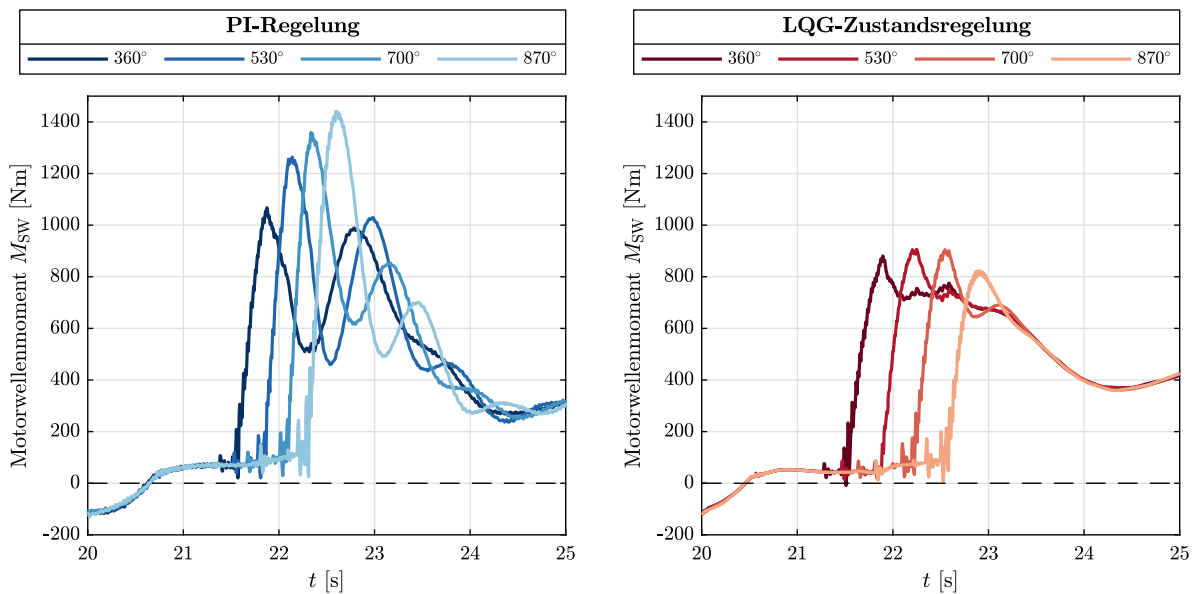 PI-Regelung
360° 530° 700° 870°
Motorwellenmoment M_SW [Nm]
1400
1200
1000
800
600
400
200
0
-200
20 21 22 23 24 25
t [s]
LQG-Zustandsregelung
360° 530° 700° 870°
Motorwellenmoment M_SW [Nm]
1400
1200
1000
800
600
400
200
0
-200
20 21 22 23 24 25
t [s]